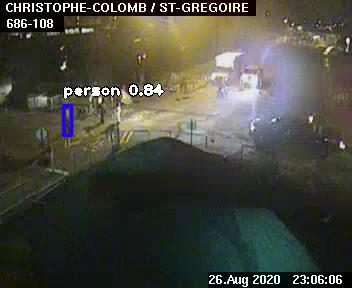 CHRISTOPHE-COLOMB / ST-GREGOIRE
686-108
person 0.84
26.Aug 2020 23:06:06